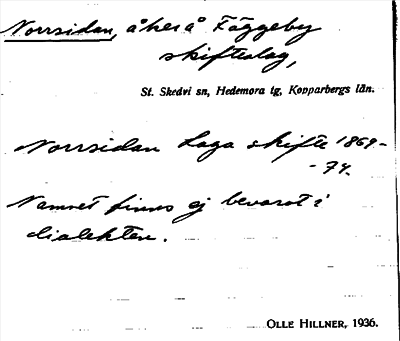 Norrsidan, åker å Fäggeby
skifteslag,
St. Skedvi sn, Hedemora tg, Kopparbergs län.
Norrsidan Laga skifte 1869-
-74.
Namnet finns ej bevarat i
dialekten.
OLLE HILLNER, 1936.